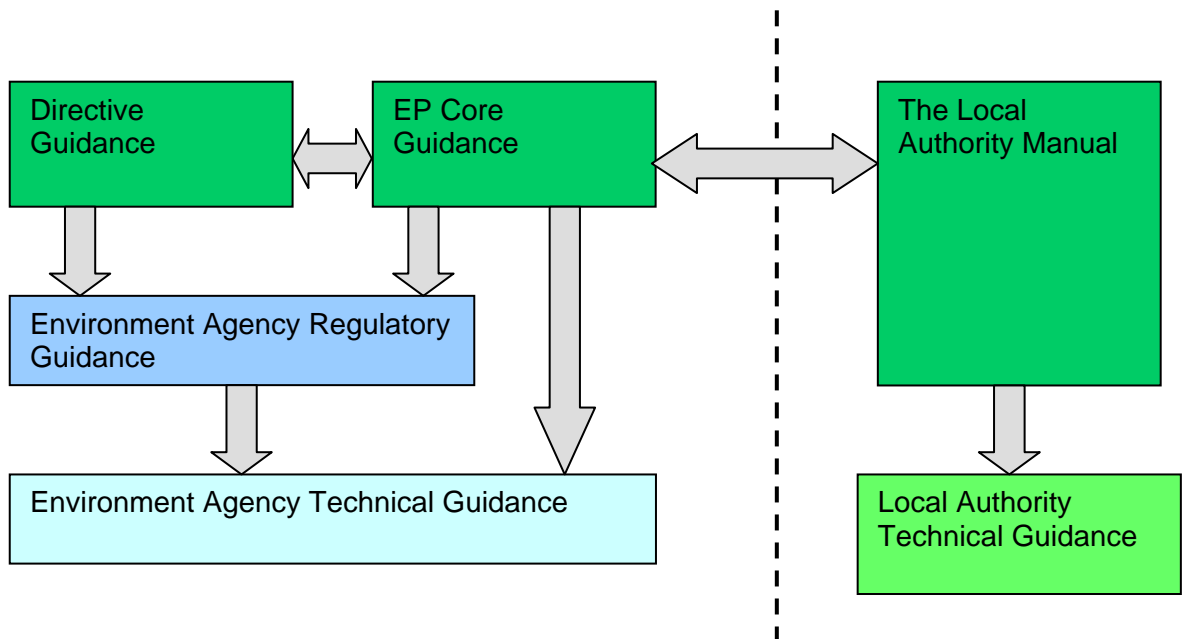 Directive
Guidance
EP Core
Guidance
The Local
Authority Manual
Environment Agency Regulatory
Guidance
Environment Agency Technical Guidance
Local Authority
Technical Guidance